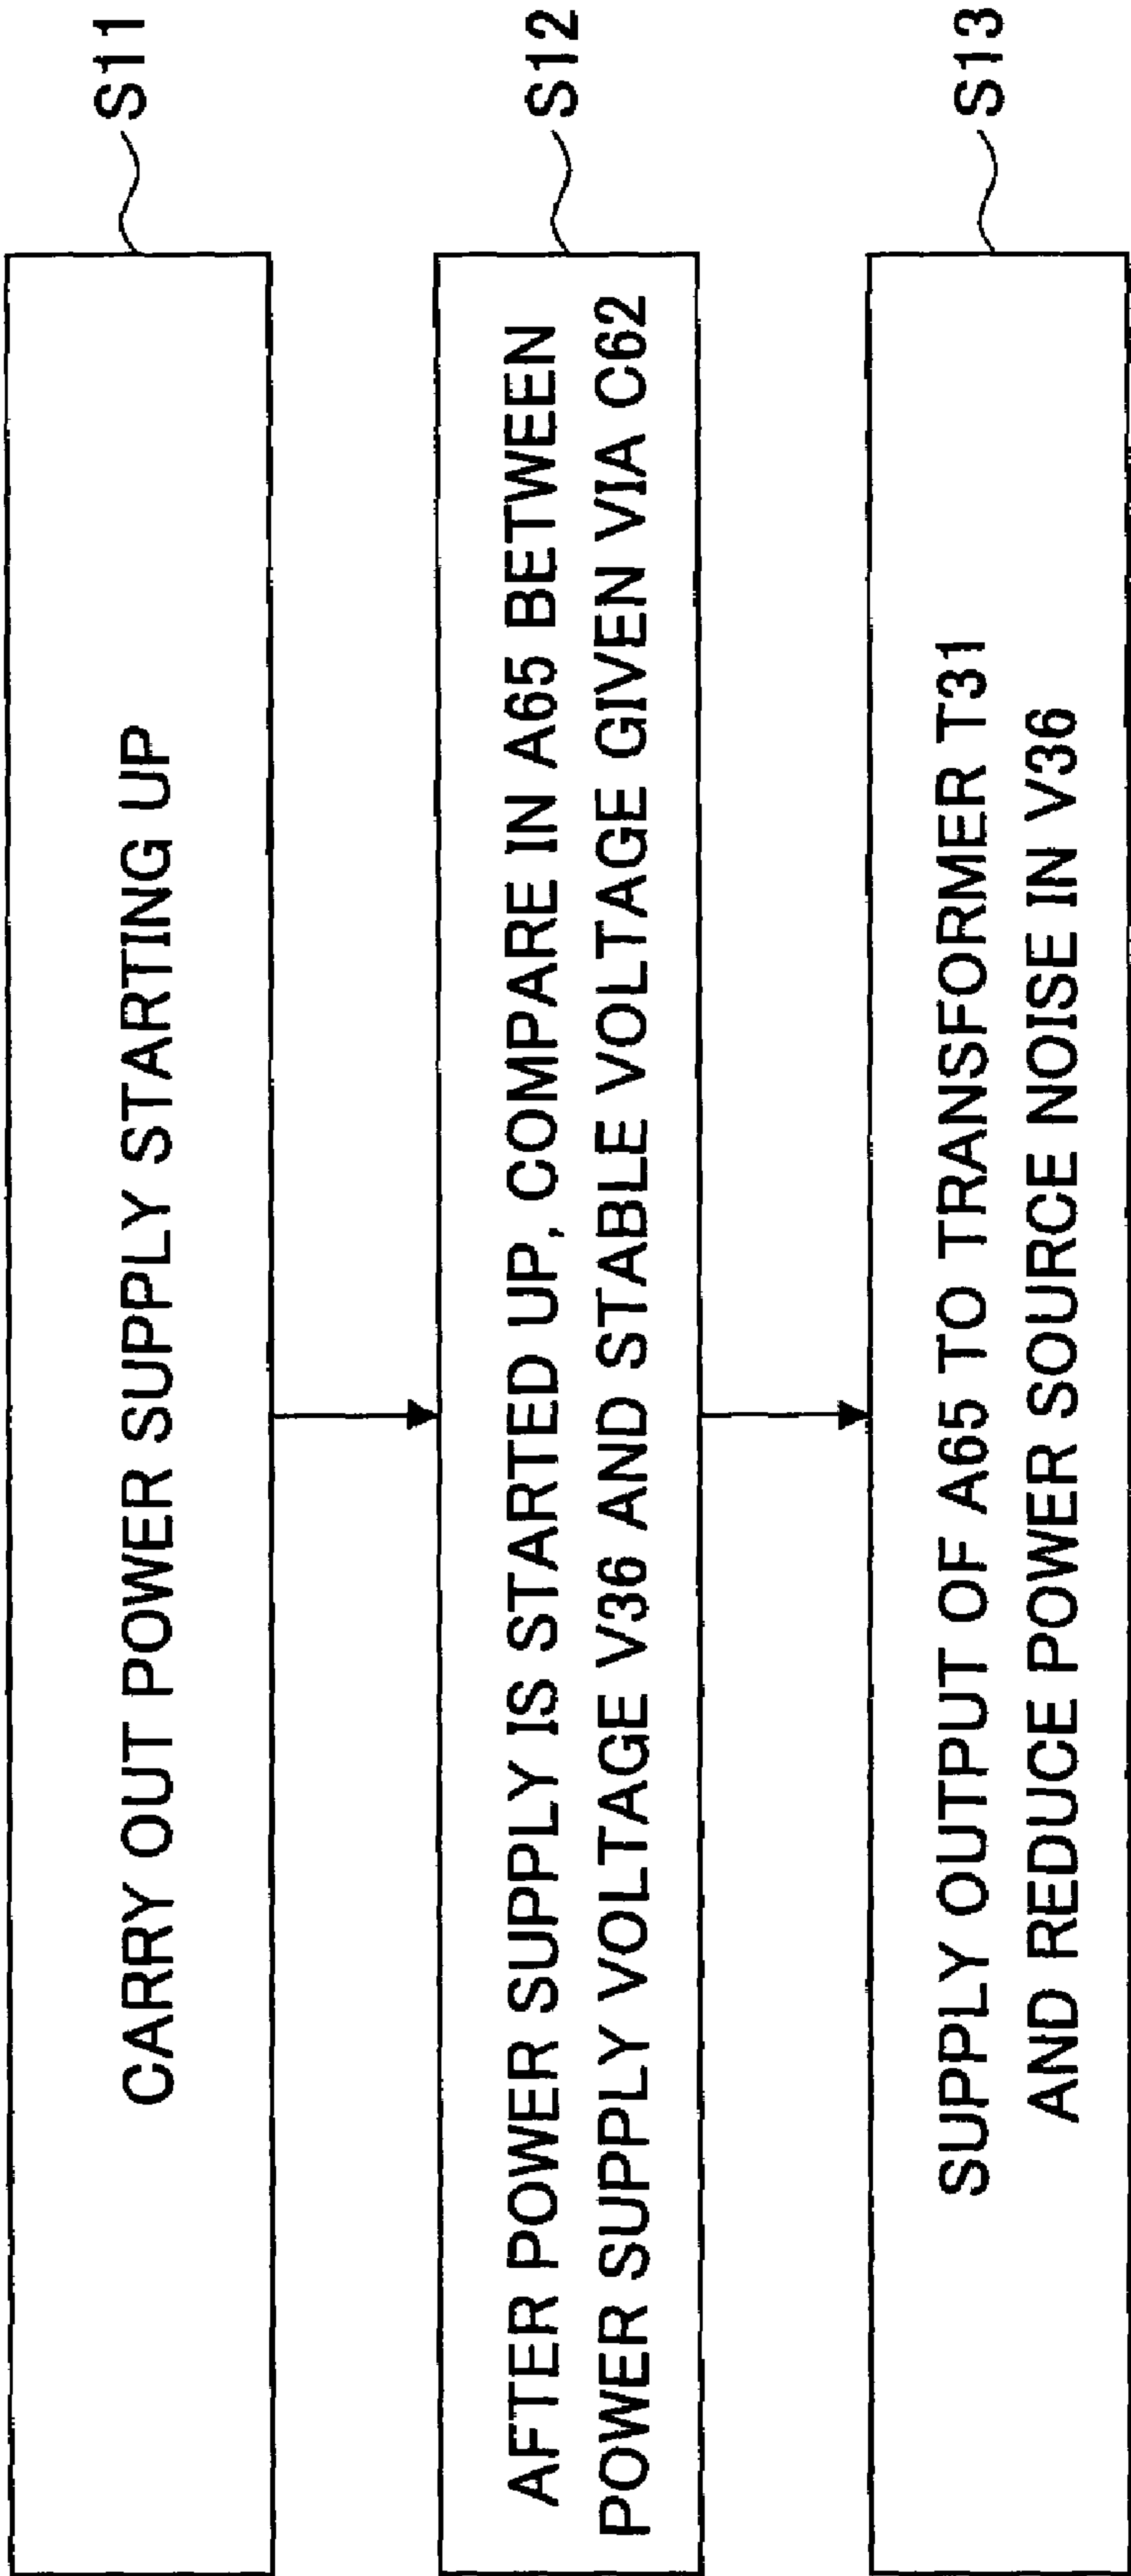 CARRY OUT POWER SUPPLY STARTING UP
S11
AFTER POWER SUPPLY IS STARTED UP, COMPARE IN A65 BETWEEN
POWER SUPPLY VOLTAGE V36 AND STABLE VOLTAGE GIVEN VIA C62
S12
SUPPLY OUTPUT OF A65 TO TRANSFORMER T31
AND REDUCE POWER SOURCE NOISE IN V36
S13